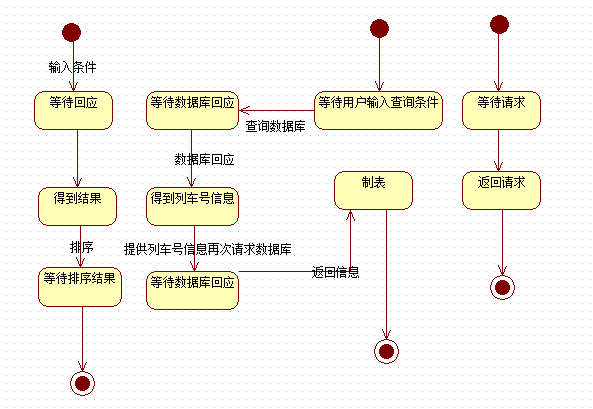 输入条件
等待回应
等待数据库回应
等待用户输入查询条件
等待请求
查询数据库
数据库回应
制表
返回请求
得到结果
得到列车号信息
排序
提供列车号信息再次请求数据库
等待排序结果
等待数据库回应
返回信息